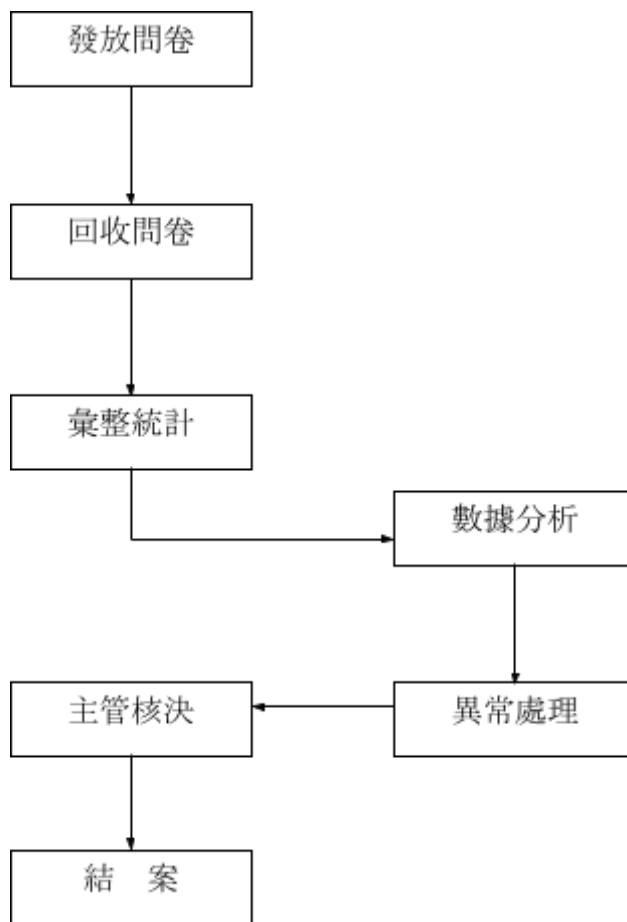 發放問卷
回收問卷
彙整統計
數據分析
異常處理
主管核決
結　案